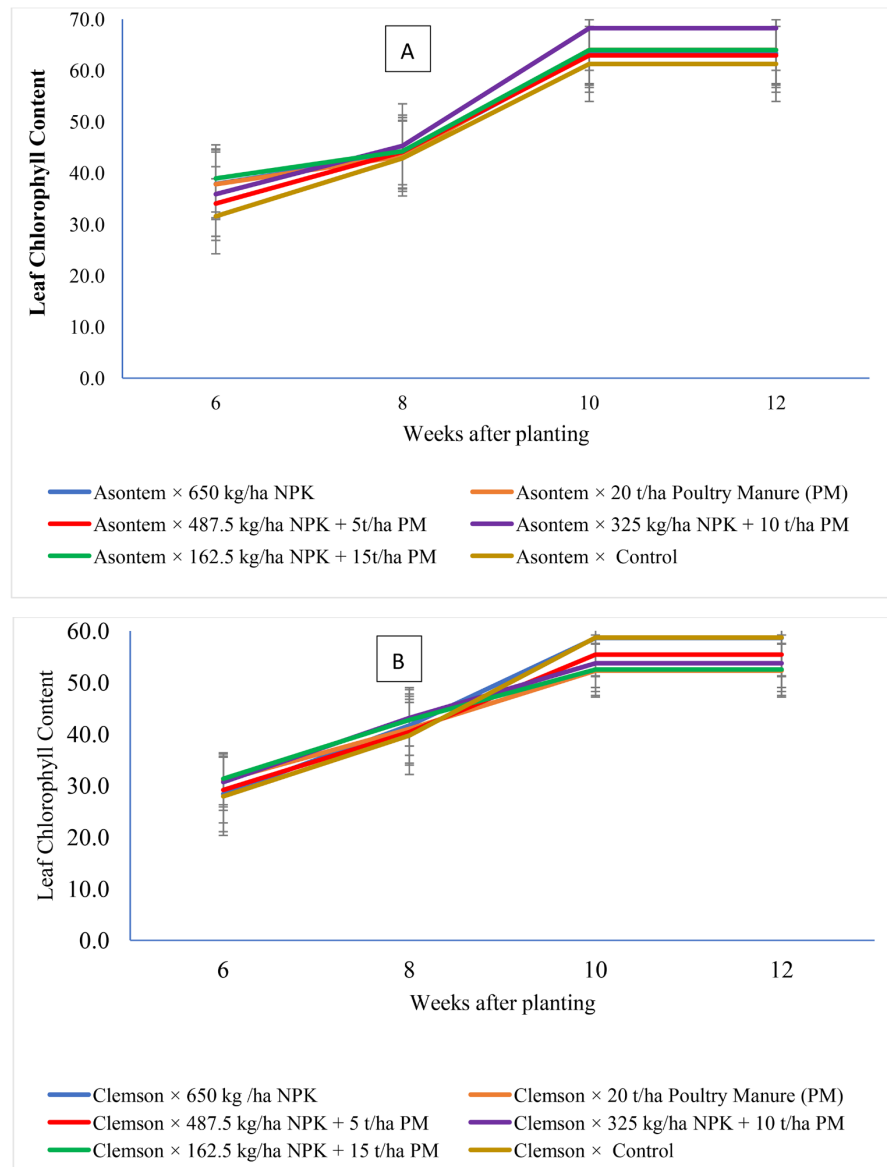 70.0
60.0
50.0
40.0
30.0
20.0
10.0
0.0
Leaf Chlorophyll Content
A
6 8 10 12
Weeks after planting
Asontem × 650 kg/ha NPK
Asontem × 20 t/ha Poultry Manure (PM)
Asontem × 487.5 kg/ha NPK + 5t/ha PM
Asontem × 325 kg/ha NPK + 10 t/ha PM
Asontem × 162.5 kg/ha NPK + 15t/ha PM
Asontem × Control
60.0
50.0
40.0
30.0
20.0
10.0
0.0
Leaf Chlorophyll Content
B
6 8 10 12
Weeks after planting
Clemson × 650 kg /ha NPK
Clemson × 20 t/ha Poultry Manure (PM)
Clemson × 487.5 kg/ha NPK + 5 t/ha PM
Clemson × 325 kg/ha NPK + 10 t/ha PM
Clemson × 162.5 kg/ha NPK + 15 t/ha PM
Clemson × Control